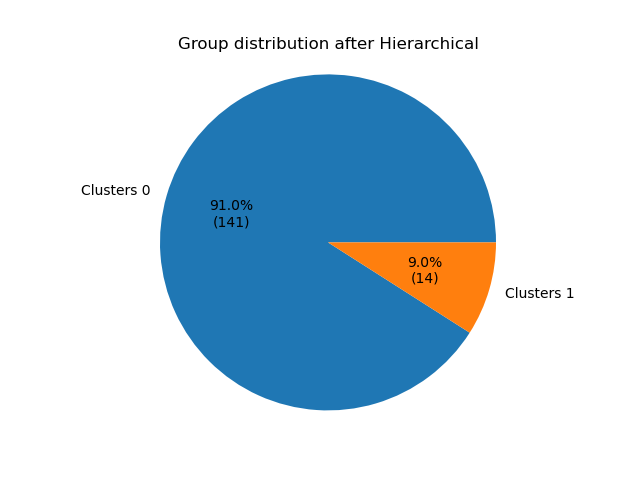 Group distribution after Hierarchical
Clusters 0
91.0%
(141)
9.0%
(14)
Clusters 1